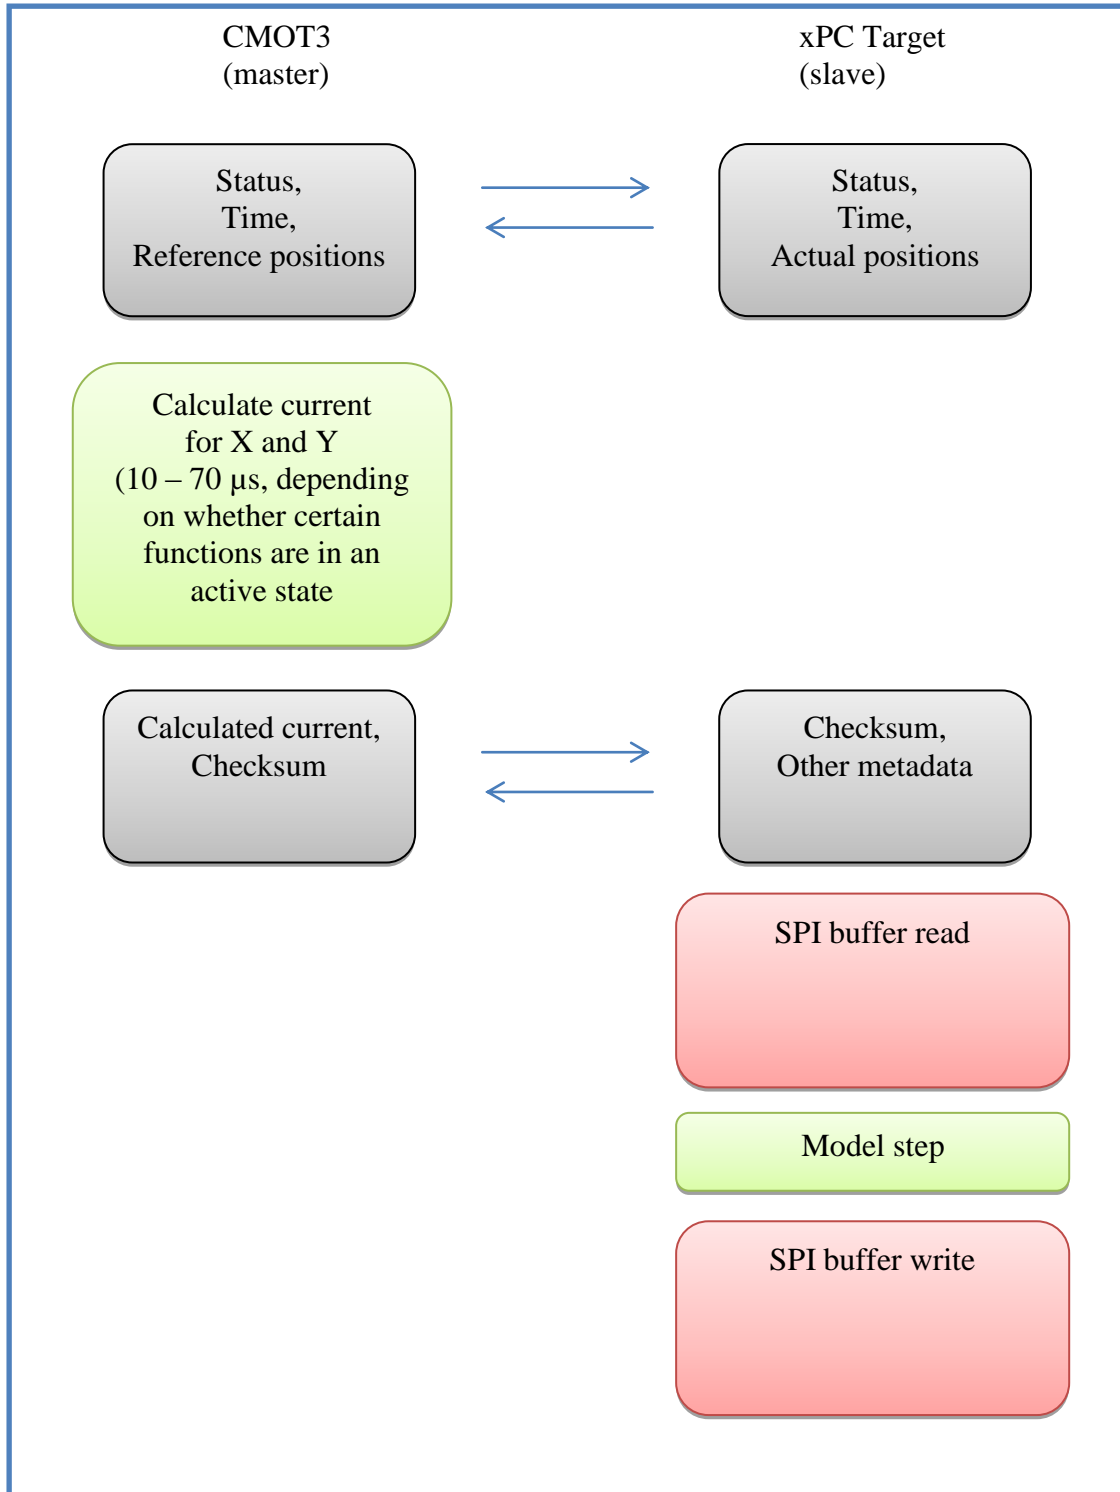 CMOT3
(master)
xPC Target
(slave)
Status,
Time,
Reference positions
Status,
Time,
Actual positions
Calculate current
for X and Y
(10 – 70 µs, depending
on whether certain
functions are in an
active state
Calculated current,
Checksum
Checksum,
Other metadata
SPI buffer read
Model step
SPI buffer write